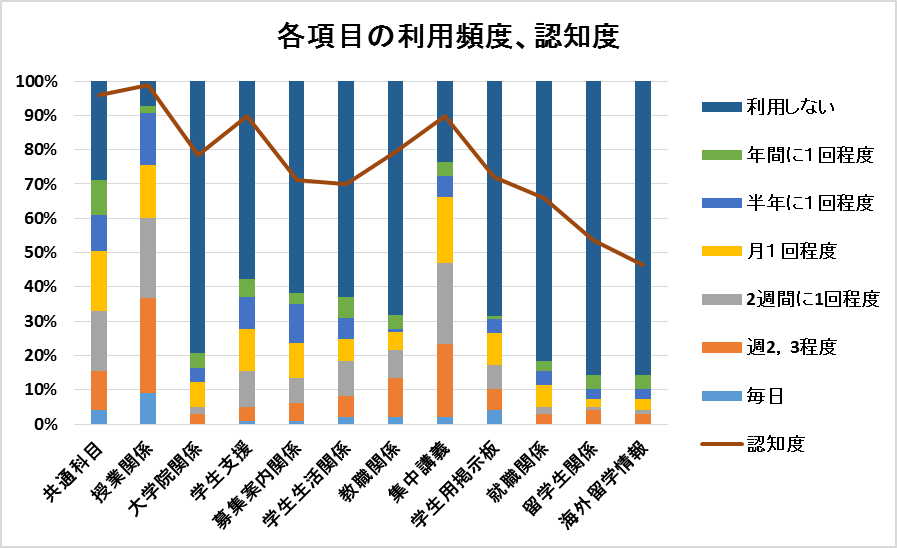 各項目の利用頻度、認知度
100%
90%
80%
70%
60%
50%
40%
30%
20%
10%
0%
共通科目
授業関係
大学院関係
学生支援
募集案内関係
学生生活関係
教職関係
集中講義
学生用掲示板
就職関係
留学生関係
海外留学情報
利用しない
年間に１回程度
半年に１回程度
月１回程度
2週間に1回程度
週2，3程度
毎日
認知度